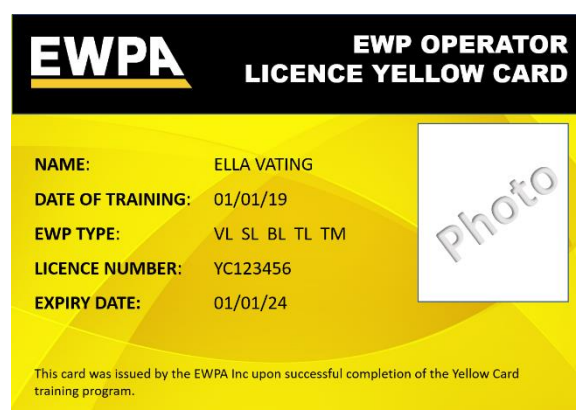 EWPA
EWP OPERATOR
LICENCE YELLOW CARD
NAME: ELLA VATING
DATE OF TRAINING: 01/01/19
EWP TYPE: VL SL BL TL TM
LICENCE NUMBER: YC123456
EXPIRY DATE: 01/01/24
Photo
This card was issued by the EWPA Inc upon successful completion of the Yellow Card
training program.